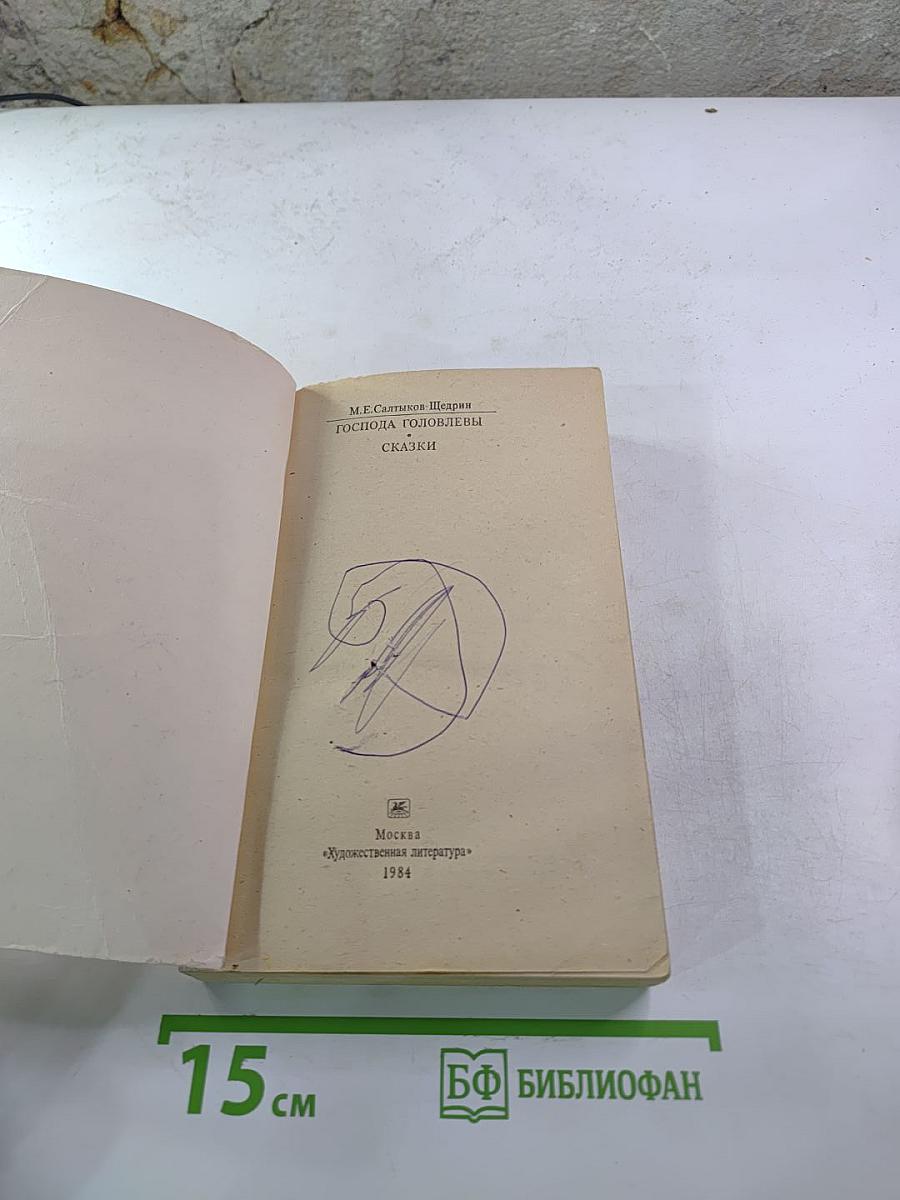 М.Е.Салтыков-Щедрин
ГОСПОДА ГОЛОВЛЕВЫ
•
СКАЗКИ
Москва
«Художественная литература»
1984
15 см
БФ БИБЛИОФАН